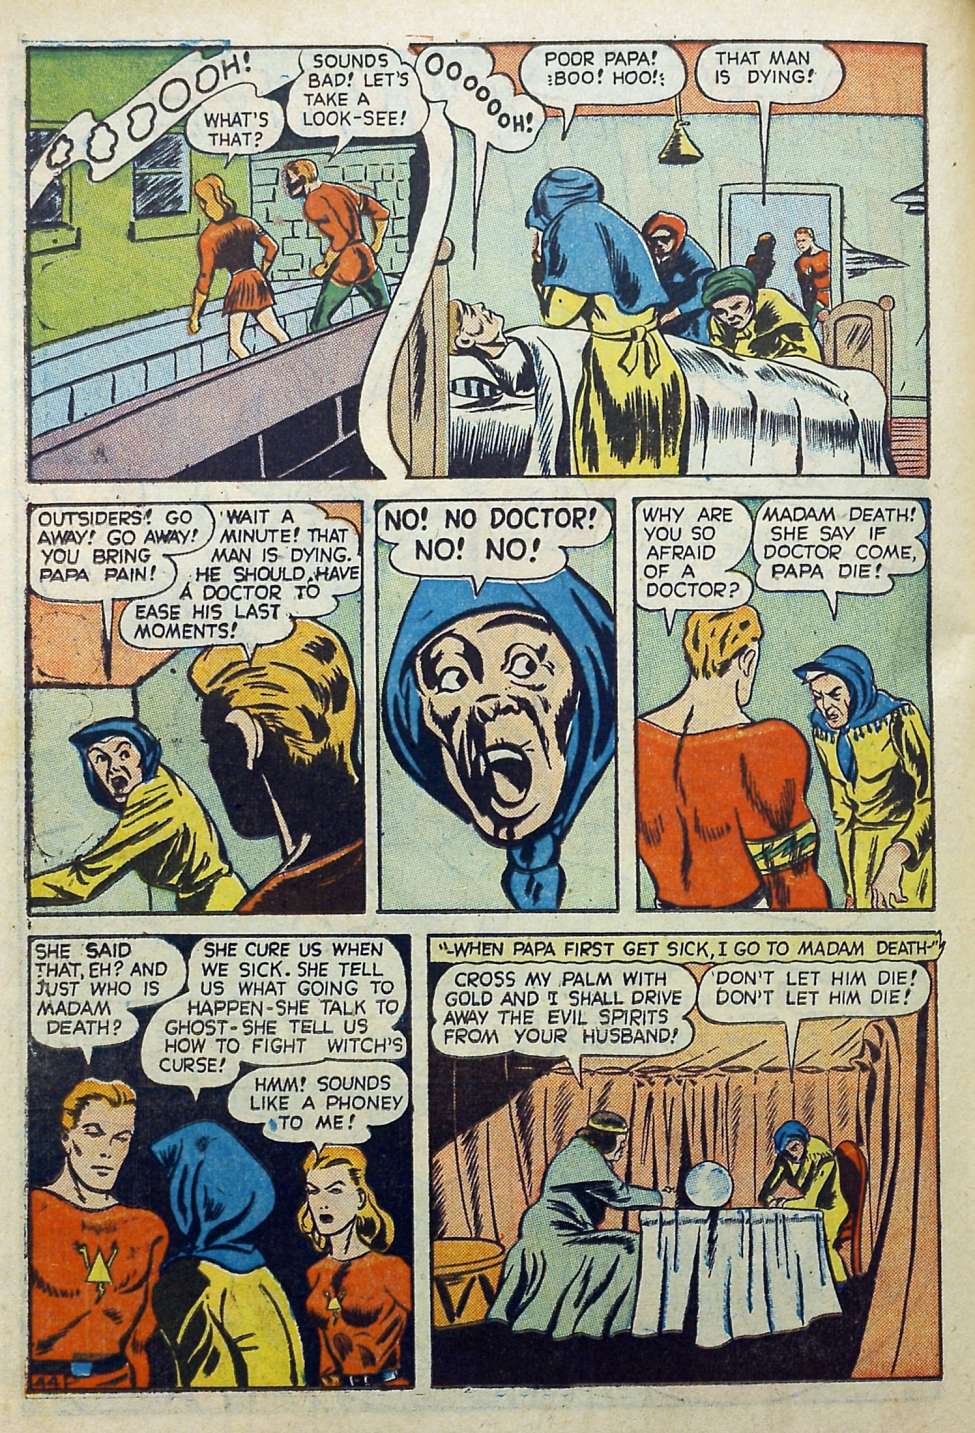 OOOOOOH!
WHAT'S
THAT?
SOUNDS
BAD! LET'S
TAKE A
LOOK-SEE!
OOOOOOH!
POOR PAPA!
BOO! HOO!
THAT MAN
IS DYING!
OUTSIDERS! GO
AWAY! GO AWAY!
YOU BRING
PAPA PAIN!
WAIT A
MINUTE! THAT
MAN IS DYING.
HE SHOULD HAVE
A DOCTOR TO
EASE HIS LAST
MOMENTS!
NO! NO DOCTOR!
NO! NO!
WHY ARE
YOU SO
AFRAID
OF A
DOCTOR?
MADAM DEATH!
SHE SAY IF
DOCTOR COME,
PAPA DIE!
SHE SAID
THAT, EH? AND
JUST WHO IS
MADAM
DEATH?
SHE CURE US WHEN
WE SICK. SHE TELL
US WHAT GOING TO
HAPPEN-SHE TALK TO
GHOST-SHE TELL US
HOW TO FIGHT WITCH'S
CURSE!
HMM! SOUNDS
LIKE A PHONEY
TO ME!
W
"-WHEN PAPA FIRST GET SICK, I GO TO MADAM DEATH-"
CROSS MY PALM WITH
GOLD AND I SHALL DRIVE
AWAY THE EVIL SPIRITS
FROM YOUR HUSBAND!
DON'T LET HIM DIE!
DON'T LET HIM DIE!